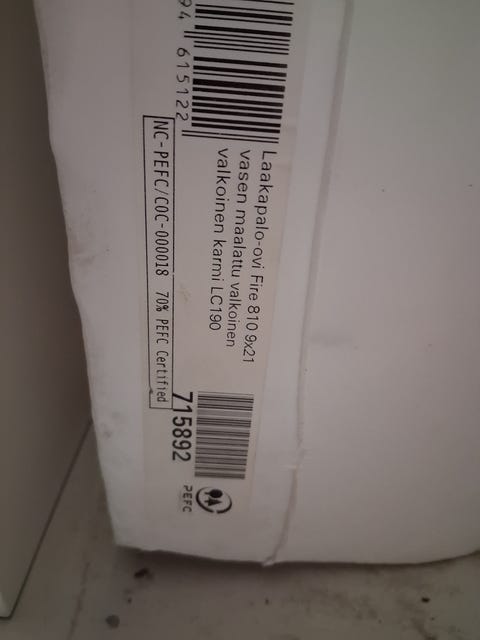 94 615122
Laakapalo-ovi Fire 810 9x21
vasen maalattu valkoinen
valkoinen karmi LC190
NC-PEFC/COC-000018 70% PEFC Certified
715892
PEFC